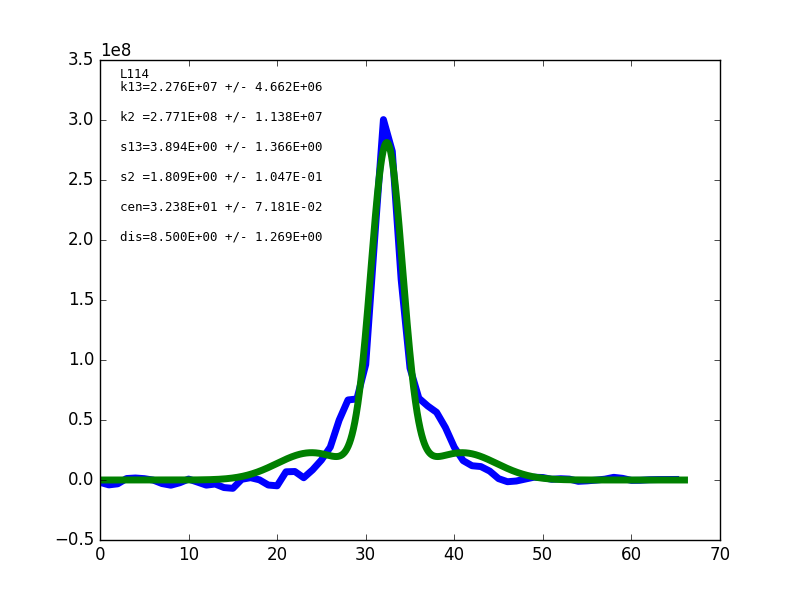 1e8
3.5
L114
k13=2.276E+07 +/- 4.662E+06
3.0
k2 =2.771E+08 +/- 1.138E+07
s13=3.894E+00 +/- 1.366E+00
2.5
s2 =1.809E+00 +/- 1.047E-01
cen=3.238E+01 +/- 7.181E-02
2.0
dis=8.500E+00 +/- 1.269E+00
1.5
1.0
0.5
0.0
−0.5
0 10 20 30 40 50 60 70